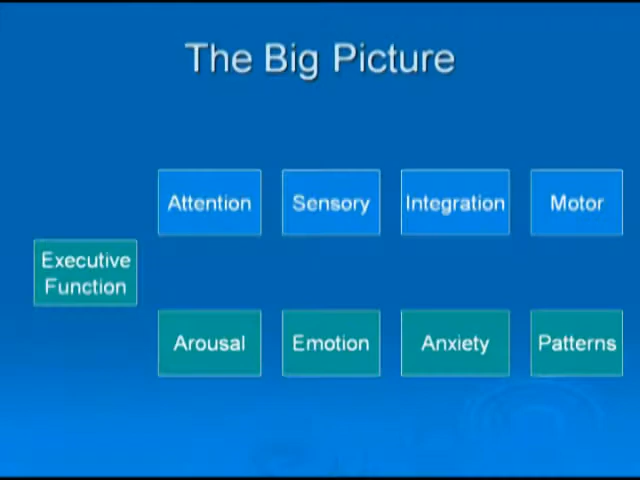 The Big Picture
Attention
Sensory
Integration
Motor
Executive
Function
Arousal
Emotion
Anxiety
Patterns